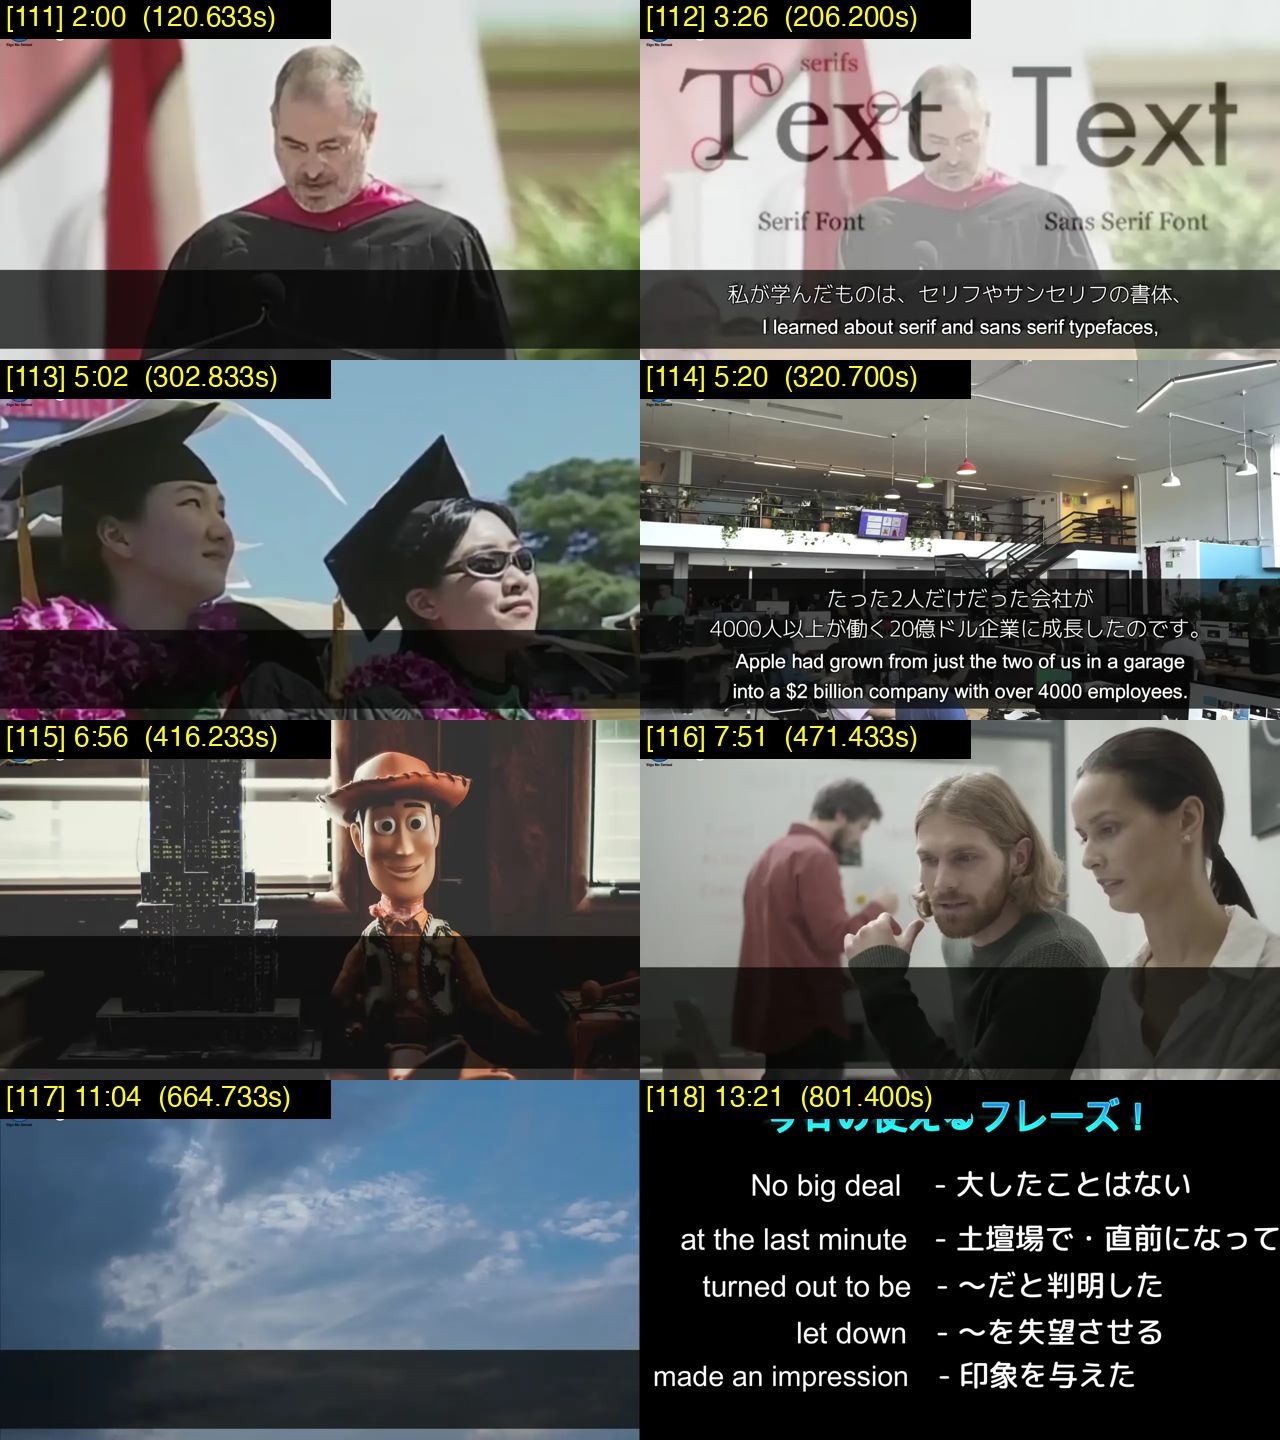 [111] 2:00 (120.633s)
[112] 3:26 (206.200s)
serifs
Text Text
Serif Font Sans Serif Font
私が学んだものは、セリフやサンセリフの書体、
I learned about serif and sans serif typefaces,
[113] 5:02 (302.833s)
[114] 5:20 (320.700s)
たった2人だけだった会社が
4000人以上が働く20億ドル企業に成長したのです。
Apple had grown from just the two of us in a garage
into a $2 billion company with over 4000 employees.
[115] 6:56 (416.233s)
[116] 7:51 (471.433s)
[117] 11:04 (664.733s)
[118] 13:21 (801.400s)
今日の使えるフレーズ！
No big deal - 大したことはない
at the last minute - 土壇場で・直前になって
turned out to be - 〜だと判明した
let down - 〜を失望させる
made an impression - 印象を与えた